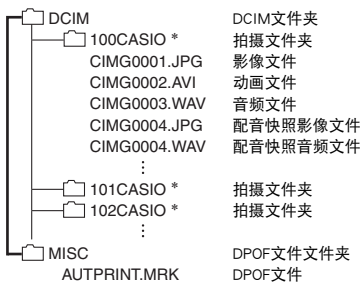 DCIM DCIM文件夹
100CASIO * 拍摄文件夹
CIMG0001.JPG 影像文件
CIMG0002.AVI 动画文件
CIMG0003.WAV 音频文件
CIMG0004.JPG 配音快照影像文件
CIMG0004.WAV 配音快照音频文件
⋮
101CASIO * 拍摄文件夹
102CASIO * 拍摄文件夹
⋮
MISC DPOF文件文件夹
AUTPRINT.MRK DPOF文件